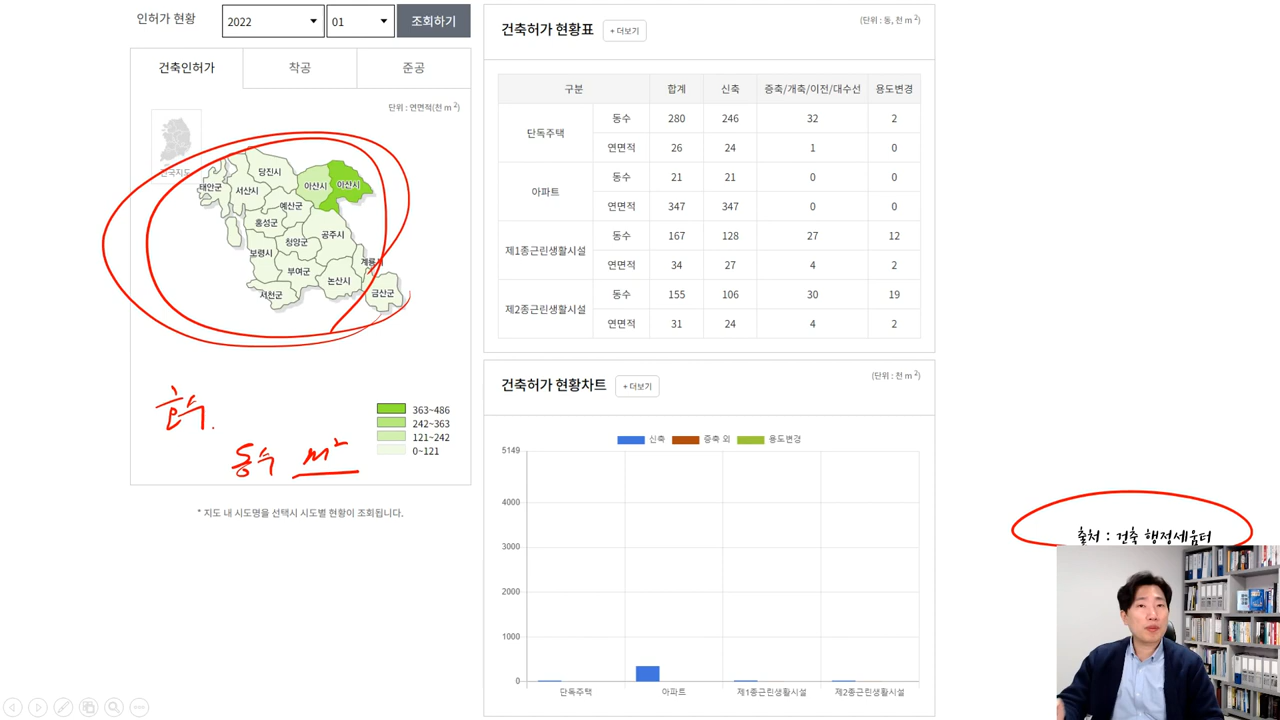 인허가 현황 2022 01 조회하기
건축인허가 착공 준공
단위 : 연면적(천 m²)
전국지도
당진시
태안군
서산시
아산시
예산군
홍성군
청양군
공주시
보령시
부여군
계룡시
논산시
서천군
금산군
호수.
동수 m²
363~486
242~363
121~242
0~121
* 지도 내 시도명을 선택시 시도별 현황이 조회됩니다.
건축허가 현황표 + 더보기 (단위 : 동, 천 m²)
구분 합계 신축 증축/개축/이전/대수선 용도변경
단독주택 동수 280 246 32 2
연면적 26 24 1 0
아파트 동수 21 21 0 0
연면적 347 347 0 0
제1종근린생활시설 동수 167 128 27 12
연면적 34 27 4 2
제2종근린생활시설 동수 155 106 30 19
연면적 31 24 4 2
건축허가 현황차트 + 더보기 (단위 : 천 m²)
신축 증축 외 용도변경
5149
4000
3000
2000
1000
0
단독주택 아파트 제1종근린생활시설 제2종근린생활시설
출처 : 건축 행정세움터